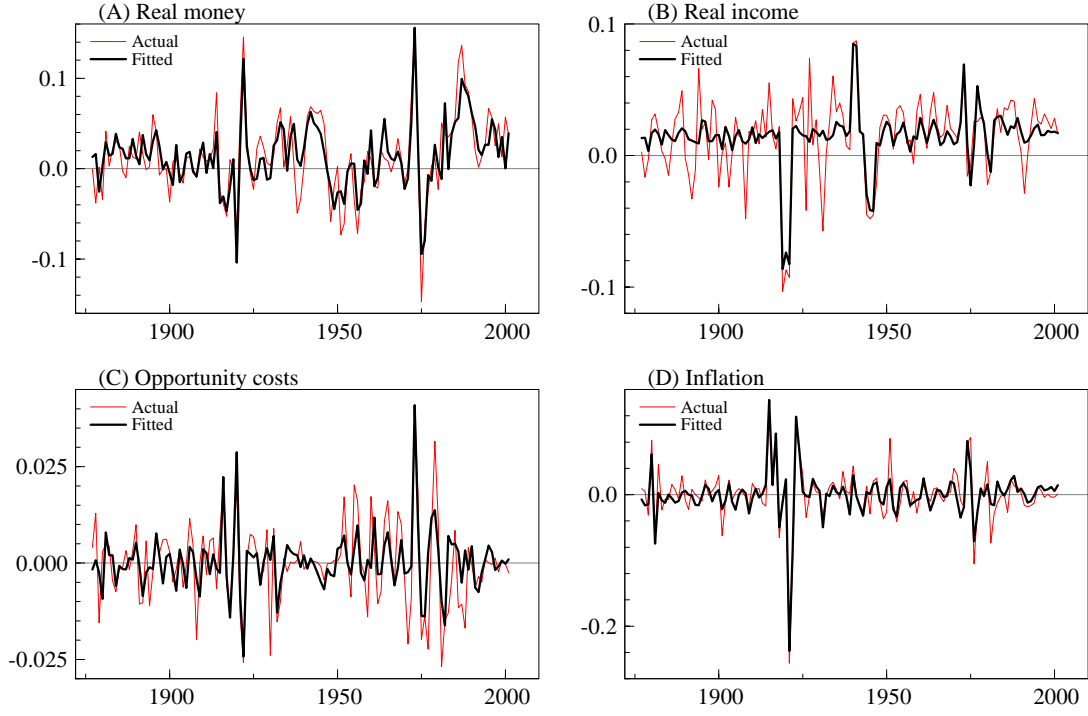 (A) Real money
Actual
Fitted
0.1
0.0
-0.1
1900
1950
2000
(B) Real income
Actual
Fitted
0.1
0.0
-0.1
1900
1950
2000
(C) Opportunity costs
Actual
Fitted
0.025
0.000
-0.025
1900
1950
2000
(D) Inflation
Actual
Fitted
0.0
-0.2
1900
1950
2000